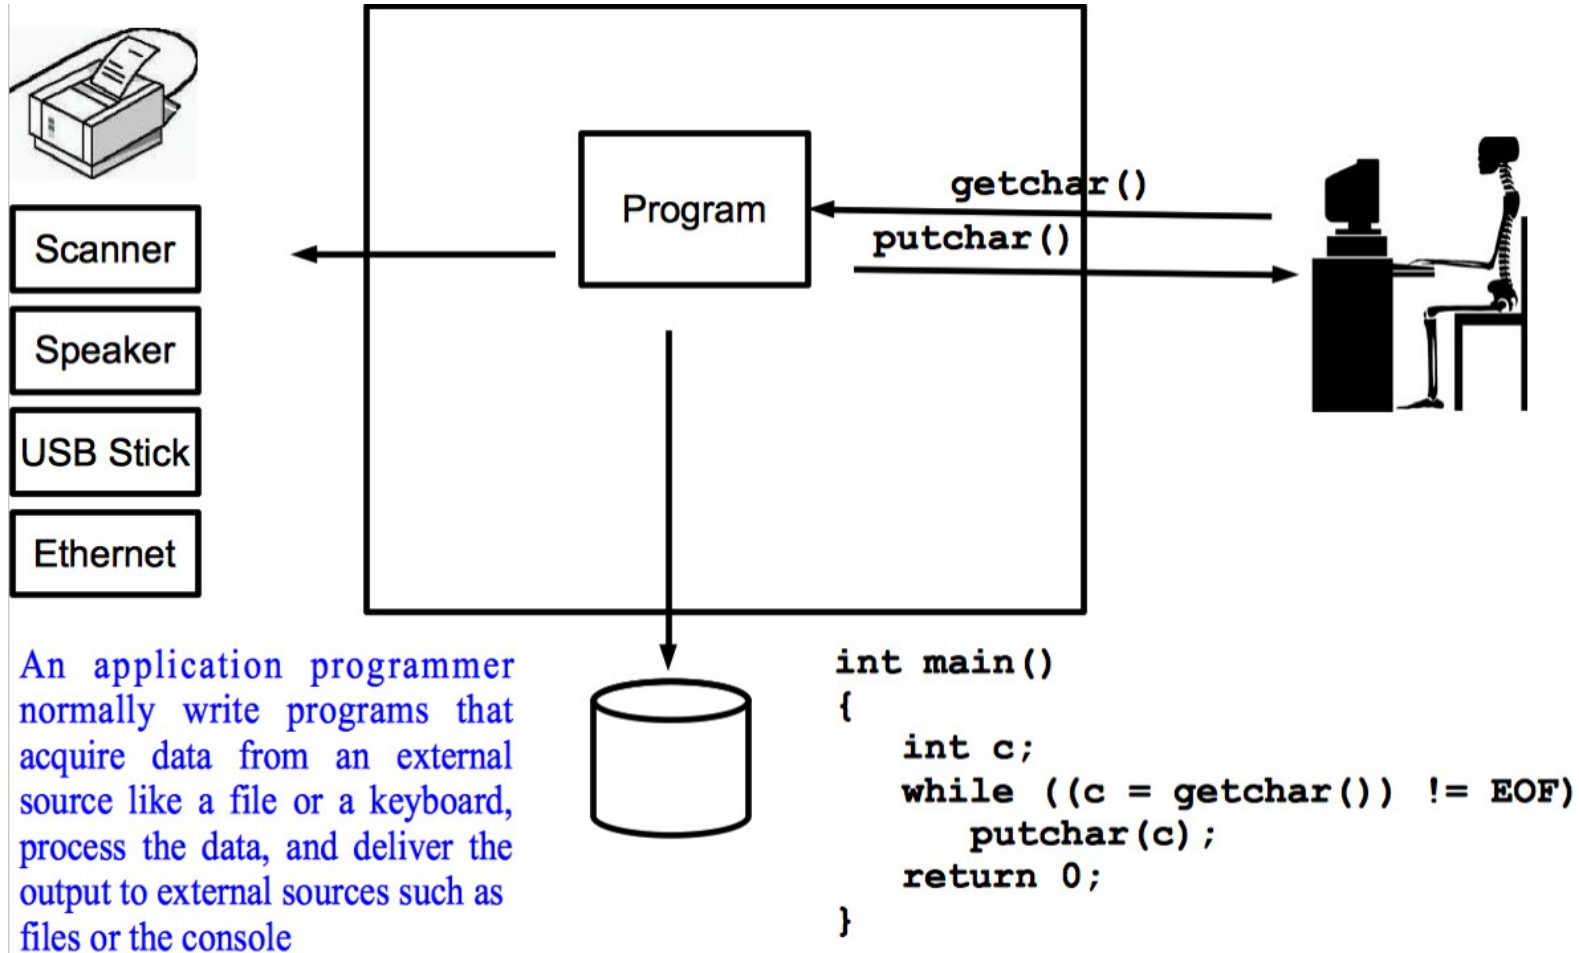 Scanner
Speaker
USB Stick
Ethernet
Program
getchar()
putchar()
An application programmer
normally write programs that
acquire data from an external
source like a file or a keyboard,
process the data, and deliver the
output to external sources such as
files or the console
int main()
{
int c;
while ((c = getchar()) != EOF)
putchar(c);
return 0;
}